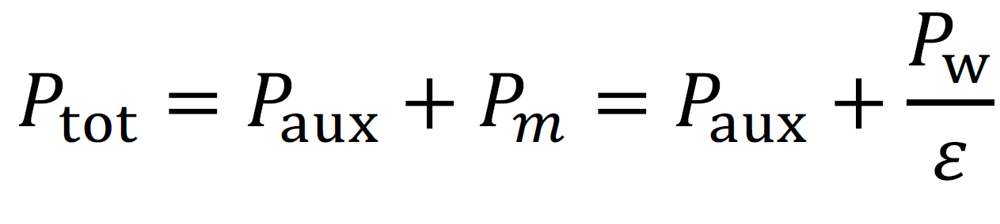 P_tot = P_aux + P_m = P_aux + P_w / ε